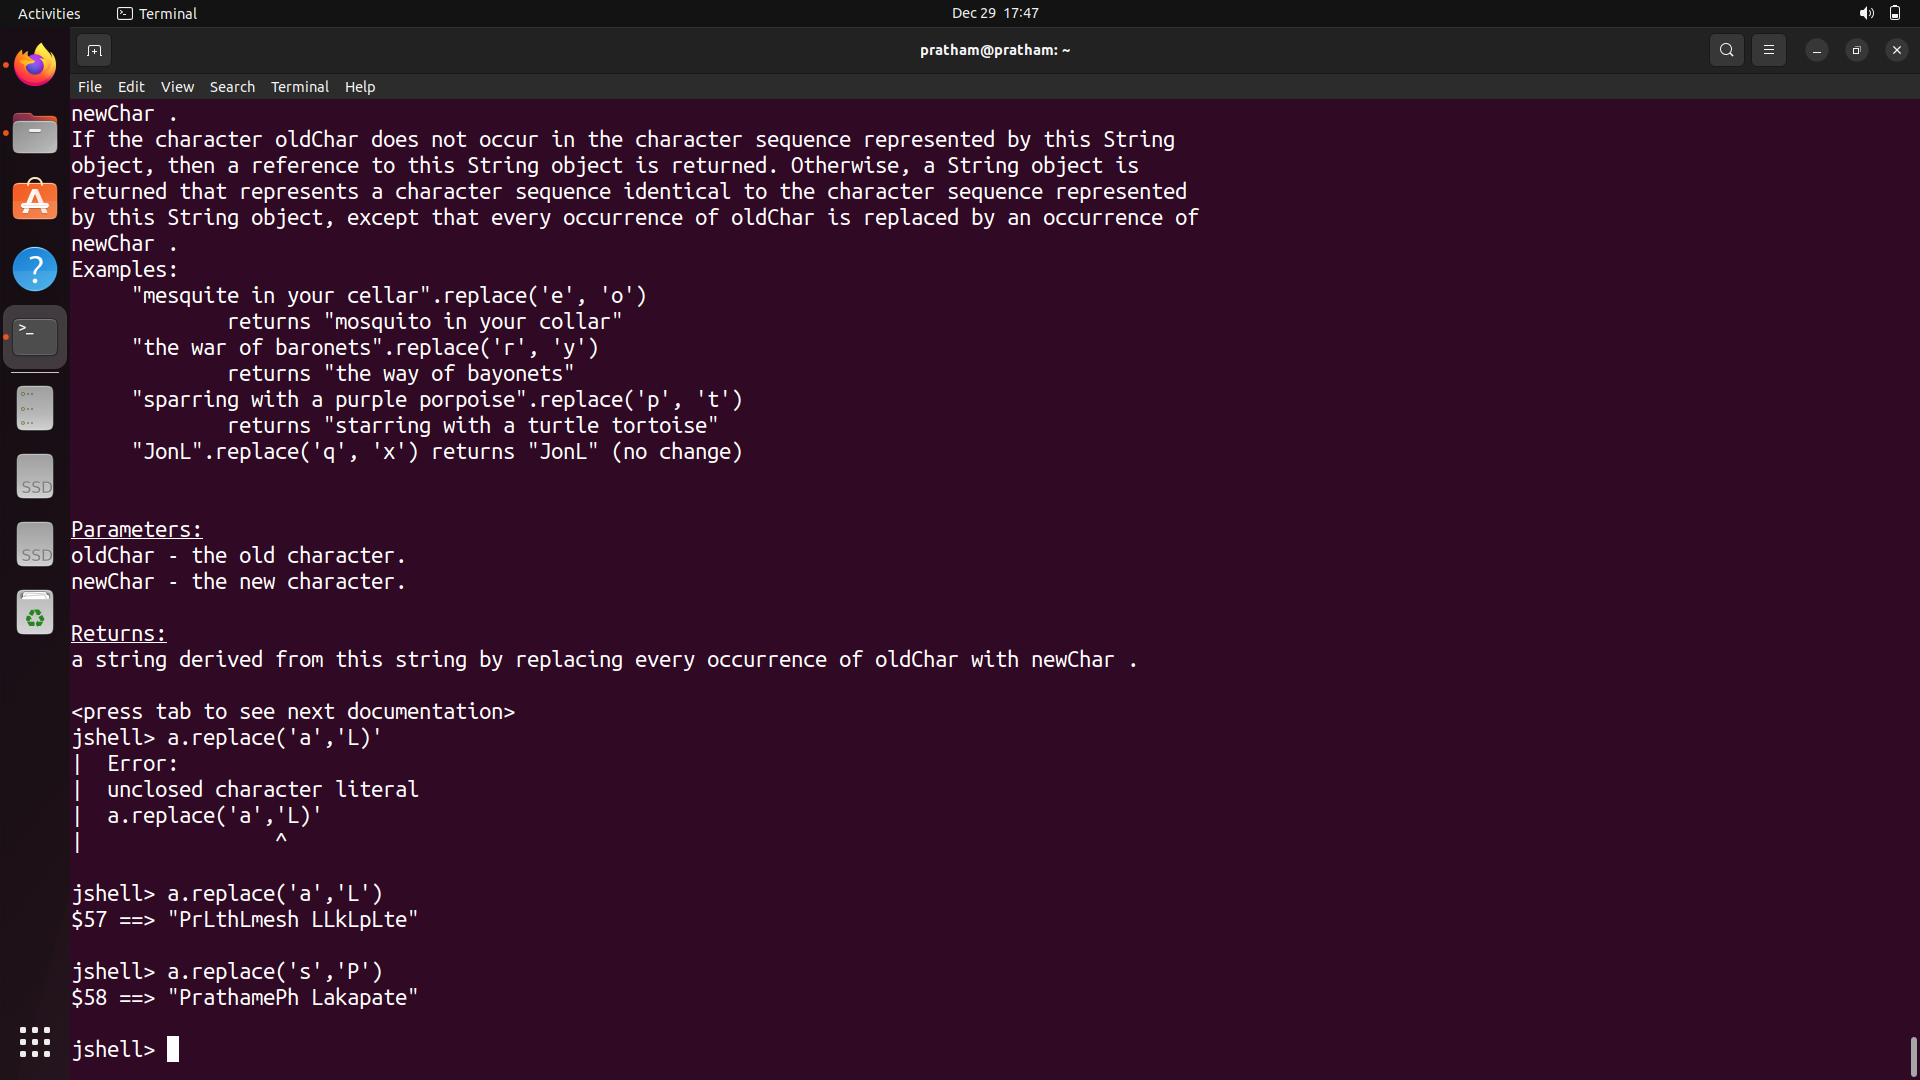 Activities
Terminal
Dec 29 17:47
pratham@pratham: ~
File Edit View Search Terminal Help
newChar .
If the character oldChar does not occur in the character sequence represented by this String
object, then a reference to this String object is returned. Otherwise, a String object is
returned that represents a character sequence identical to the character sequence represented
by this String object, except that every occurrence of oldChar is replaced by an occurrence of
newChar .
Examples:
     "mesquite in your cellar".replace('e', 'o')
             returns "mosquito in your collar"
     "the war of baronets".replace('r', 'y')
             returns "the way of bayonets"
     "sparring with a purple porpoise".replace('p', 't')
             returns "starring with a turtle tortoise"
     "JonL".replace('q', 'x') returns "JonL" (no change)
Parameters:
oldChar - the old character.
newChar - the new character.
Returns:
a string derived from this string by replacing every occurrence of oldChar with newChar .
<press tab to see next documentation>
jshell> a.replace('a','L)'
|  Error:
|  unclosed character literal
|  a.replace('a','L)'
|                ^
jshell> a.replace('a','L')
$57 ==> "PrLthLmesh LLkLpLte"
jshell> a.replace('s','P')
$58 ==> "PrathamePh Lakapate"
jshell>
SSD
SSD